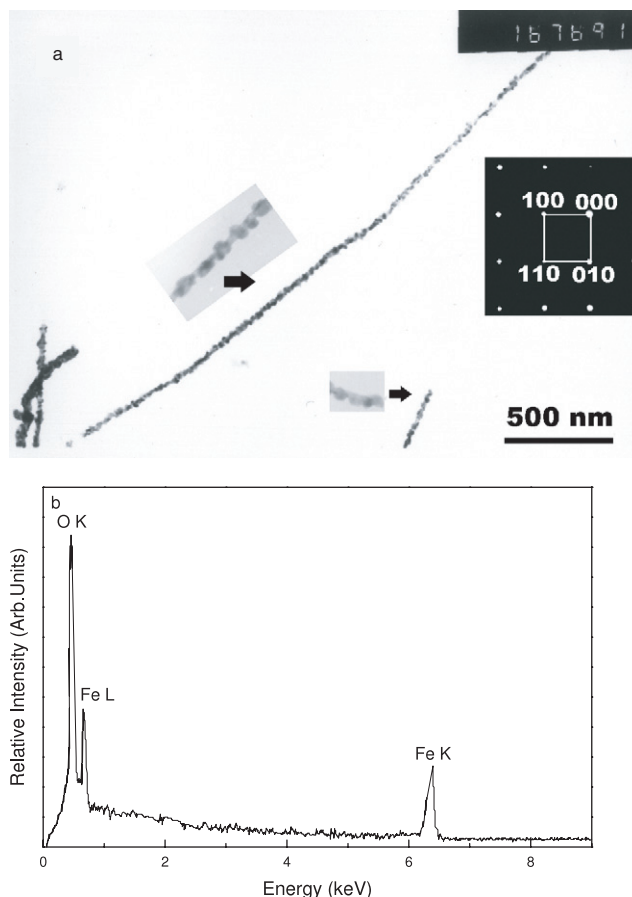 a
167691
100 000
110 010
500 nm
b
O K
Fe L
Fe K
Relative Intensity (Arb.Units)
0 2 4 6 8
Energy (keV)